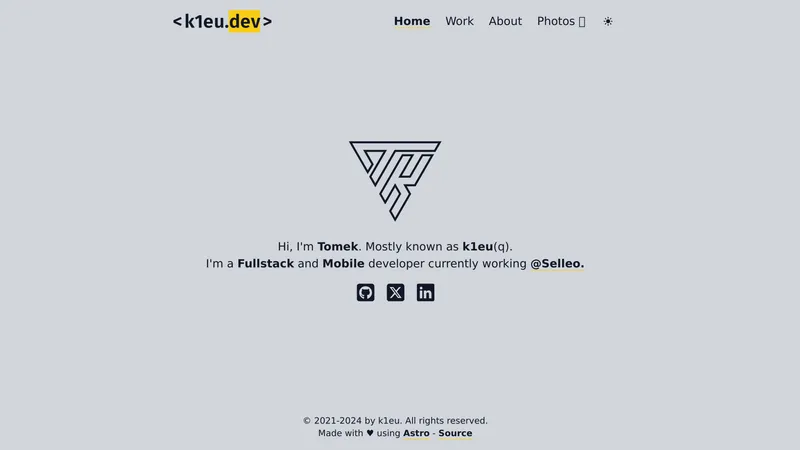 <k1eu.dev>
Home Work About Photos
Hi, I'm Tomek. Mostly known as k1eu(q).
I'm a Fullstack and Mobile developer currently working @Selleo.
© 2021-2024 by k1eu. All rights reserved.
Made with ♥ using Astro - Source